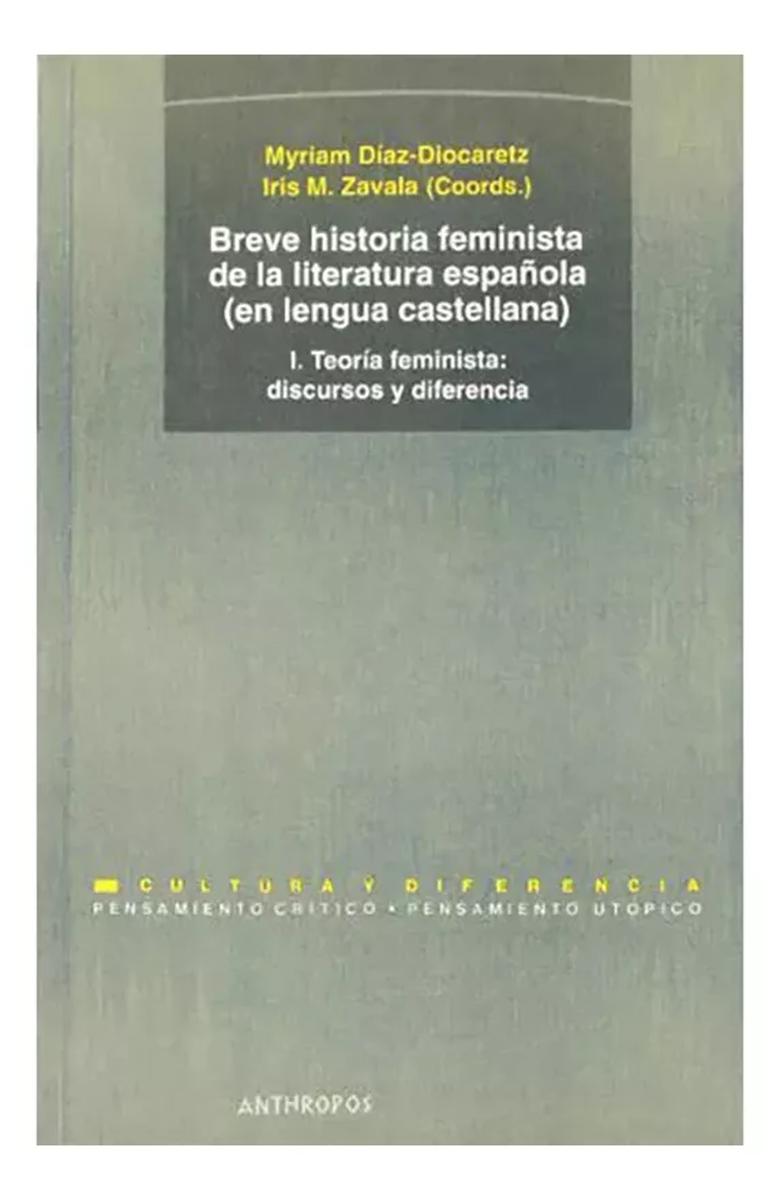 Myriam Díaz-Diocaretz
Iris M. Zavala (Coords.)
Breve historia feminista
de la literatura española
(en lengua castellana)
I. Teoría feminista:
discursos y diferencia
CULTURA Y DIFERENCIA
PENSAMIENTO CRÍTICO • PENSAMIENTO UTÓPICO
ANTHROPOS